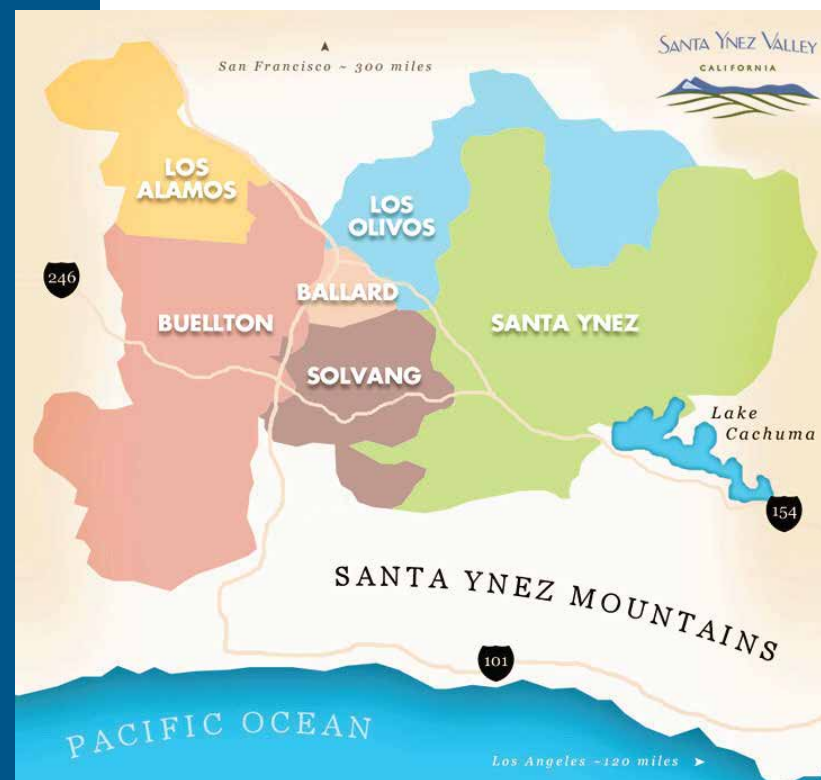 San Francisco ~ 300 miles
SANTA YNEZ VALLEY
CALIFORNIA
LOS
ALAMOS
LOS
OLIVOS
246
BALLARD
BUELLTON
SANTA YNEZ
SOLVANG
Lake
Cachuma
154
SANTA YNEZ MOUNTAINS
101
PACIFIC OCEAN
Los Angeles ~120 miles